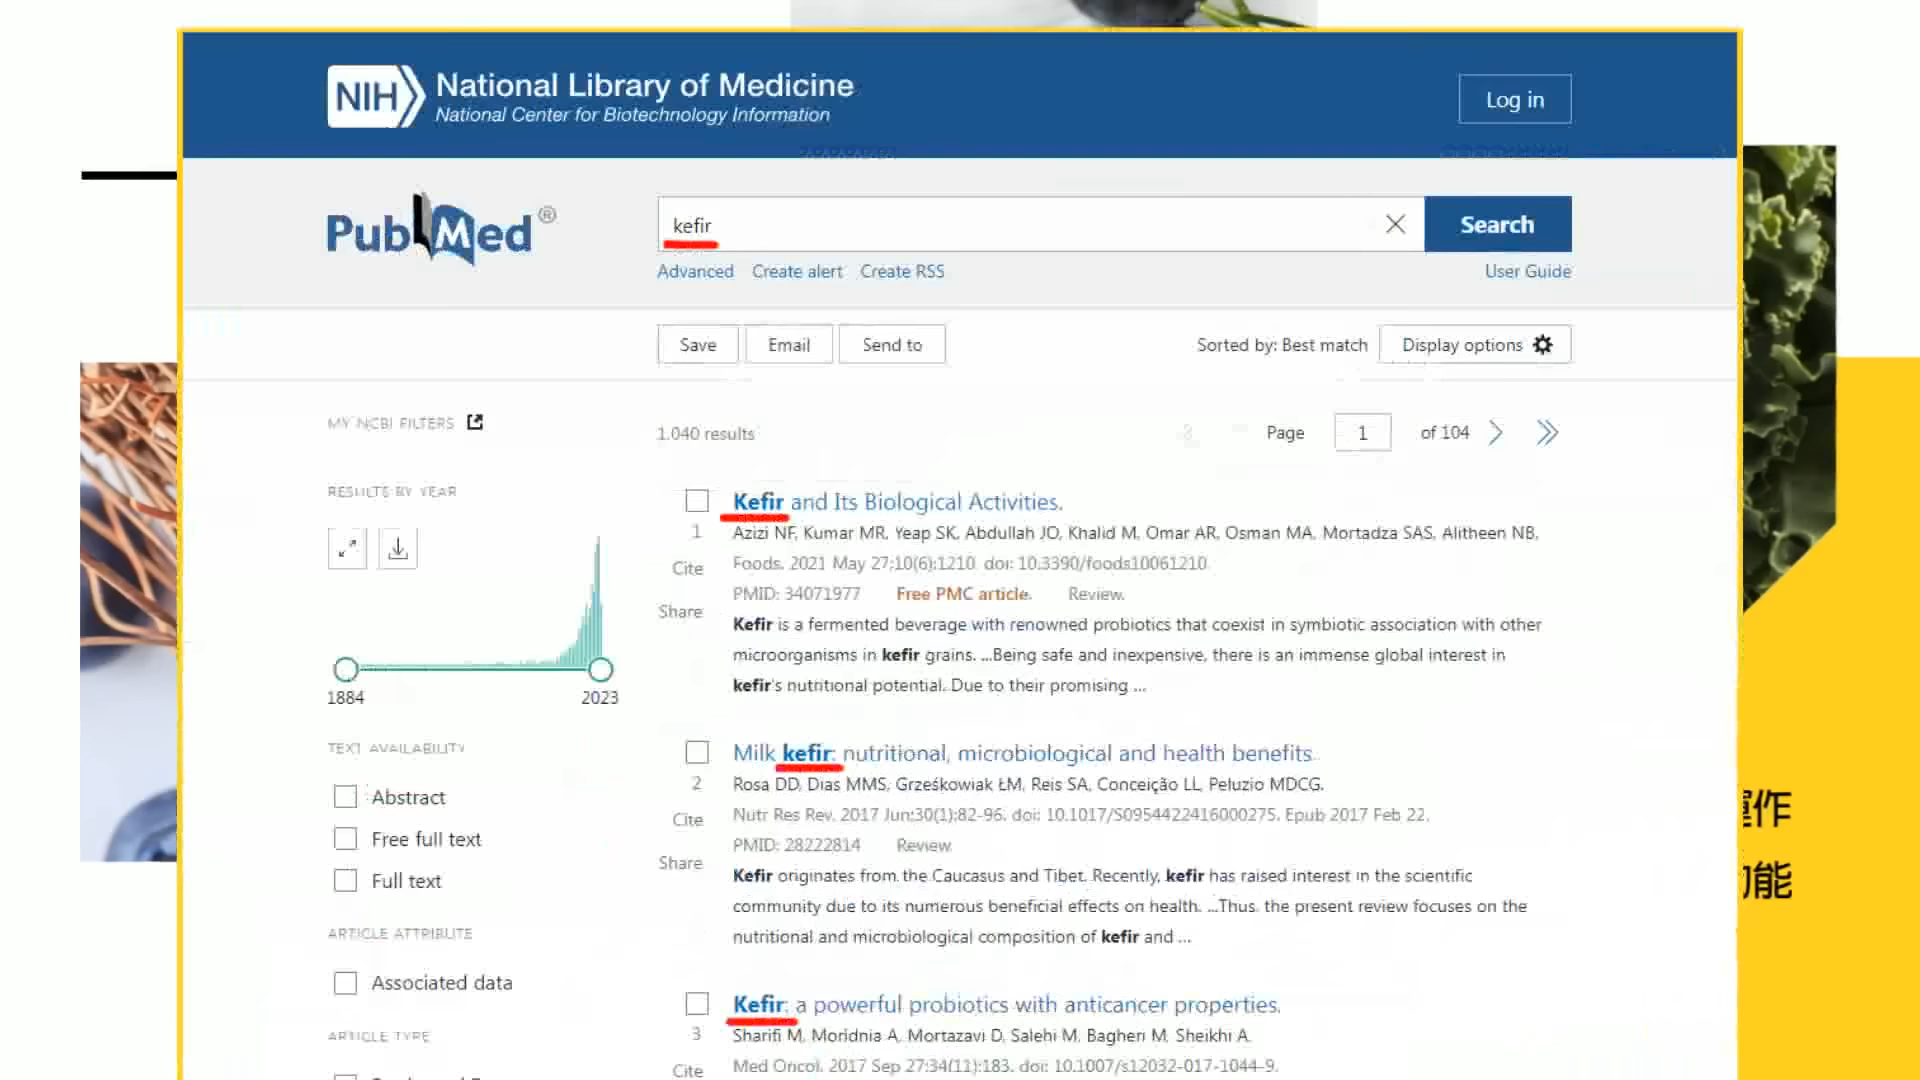 NIH National Library of Medicine
National Center for Biotechnology Information
Log in
PubMed®
kefir
Search
Advanced Create alert Create RSS
User Guide
Save Email Send to
Sorted by: Best match Display options
MY NCBI FILTERS
1.040 results
Page 1 of 104
RESULTS BY YEAR
1884 2023
TEXT AVAILABILITY
Abstract
Free full text
Full text
ARTICLE ATTRIBUTE
Associated data
ARTICLE TYPE
Kefir and Its Biological Activities.
1
Azizi NF, Kumar MR, Yeap SK, Abdullah JO, Khalid M, Omar AR, Osman MA, Mortadza SAS, Alitheen NB.
Cite
Foods. 2021 May 27;10(6):1210. doi: 10.3390/foods10061210.
PMID: 34071977 Free PMC article. Review.
Share
Kefir is a fermented beverage with renowned probiotics that coexist in symbiotic association with other
microorganisms in kefir grains. ...Being safe and inexpensive, there is an immense global interest in
kefir's nutritional potential. Due to their promising ...
Milk kefir: nutritional, microbiological and health benefits.
2
Rosa DD, Dias MMS, Grześkowiak ŁM, Reis SA, Conceição LL, Peluzio MDCG.
Cite
Nutr Res Rev. 2017 Jun;30(1):82-96. doi: 10.1017/S0954422416000275. Epub 2017 Feb 22.
PMID: 28222814 Review.
Share
Kefir originates from the Caucasus and Tibet. Recently, kefir has raised interest in the scientific
community due to its numerous beneficial effects on health. ...Thus, the present review focuses on the
nutritional and microbiological composition of kefir and ...
Kefir: a powerful probiotics with anticancer properties.
3
Sharifi M, Moridnia A, Mortazavi D, Salehi M, Bagheri M, Sheikhi A.
Cite
Med Oncol. 2017 Sep 27;34(11):183. doi: 10.1007/s12032-017-1044-9.
運作
功能